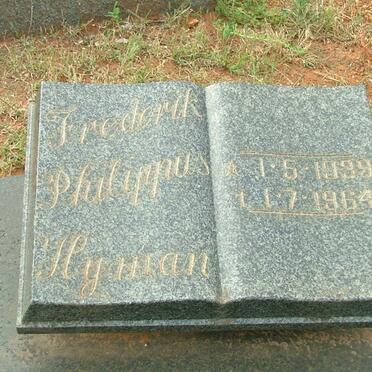 Frederik
Philippus
Hyman
* 1·5·1939
† 1·7·1964